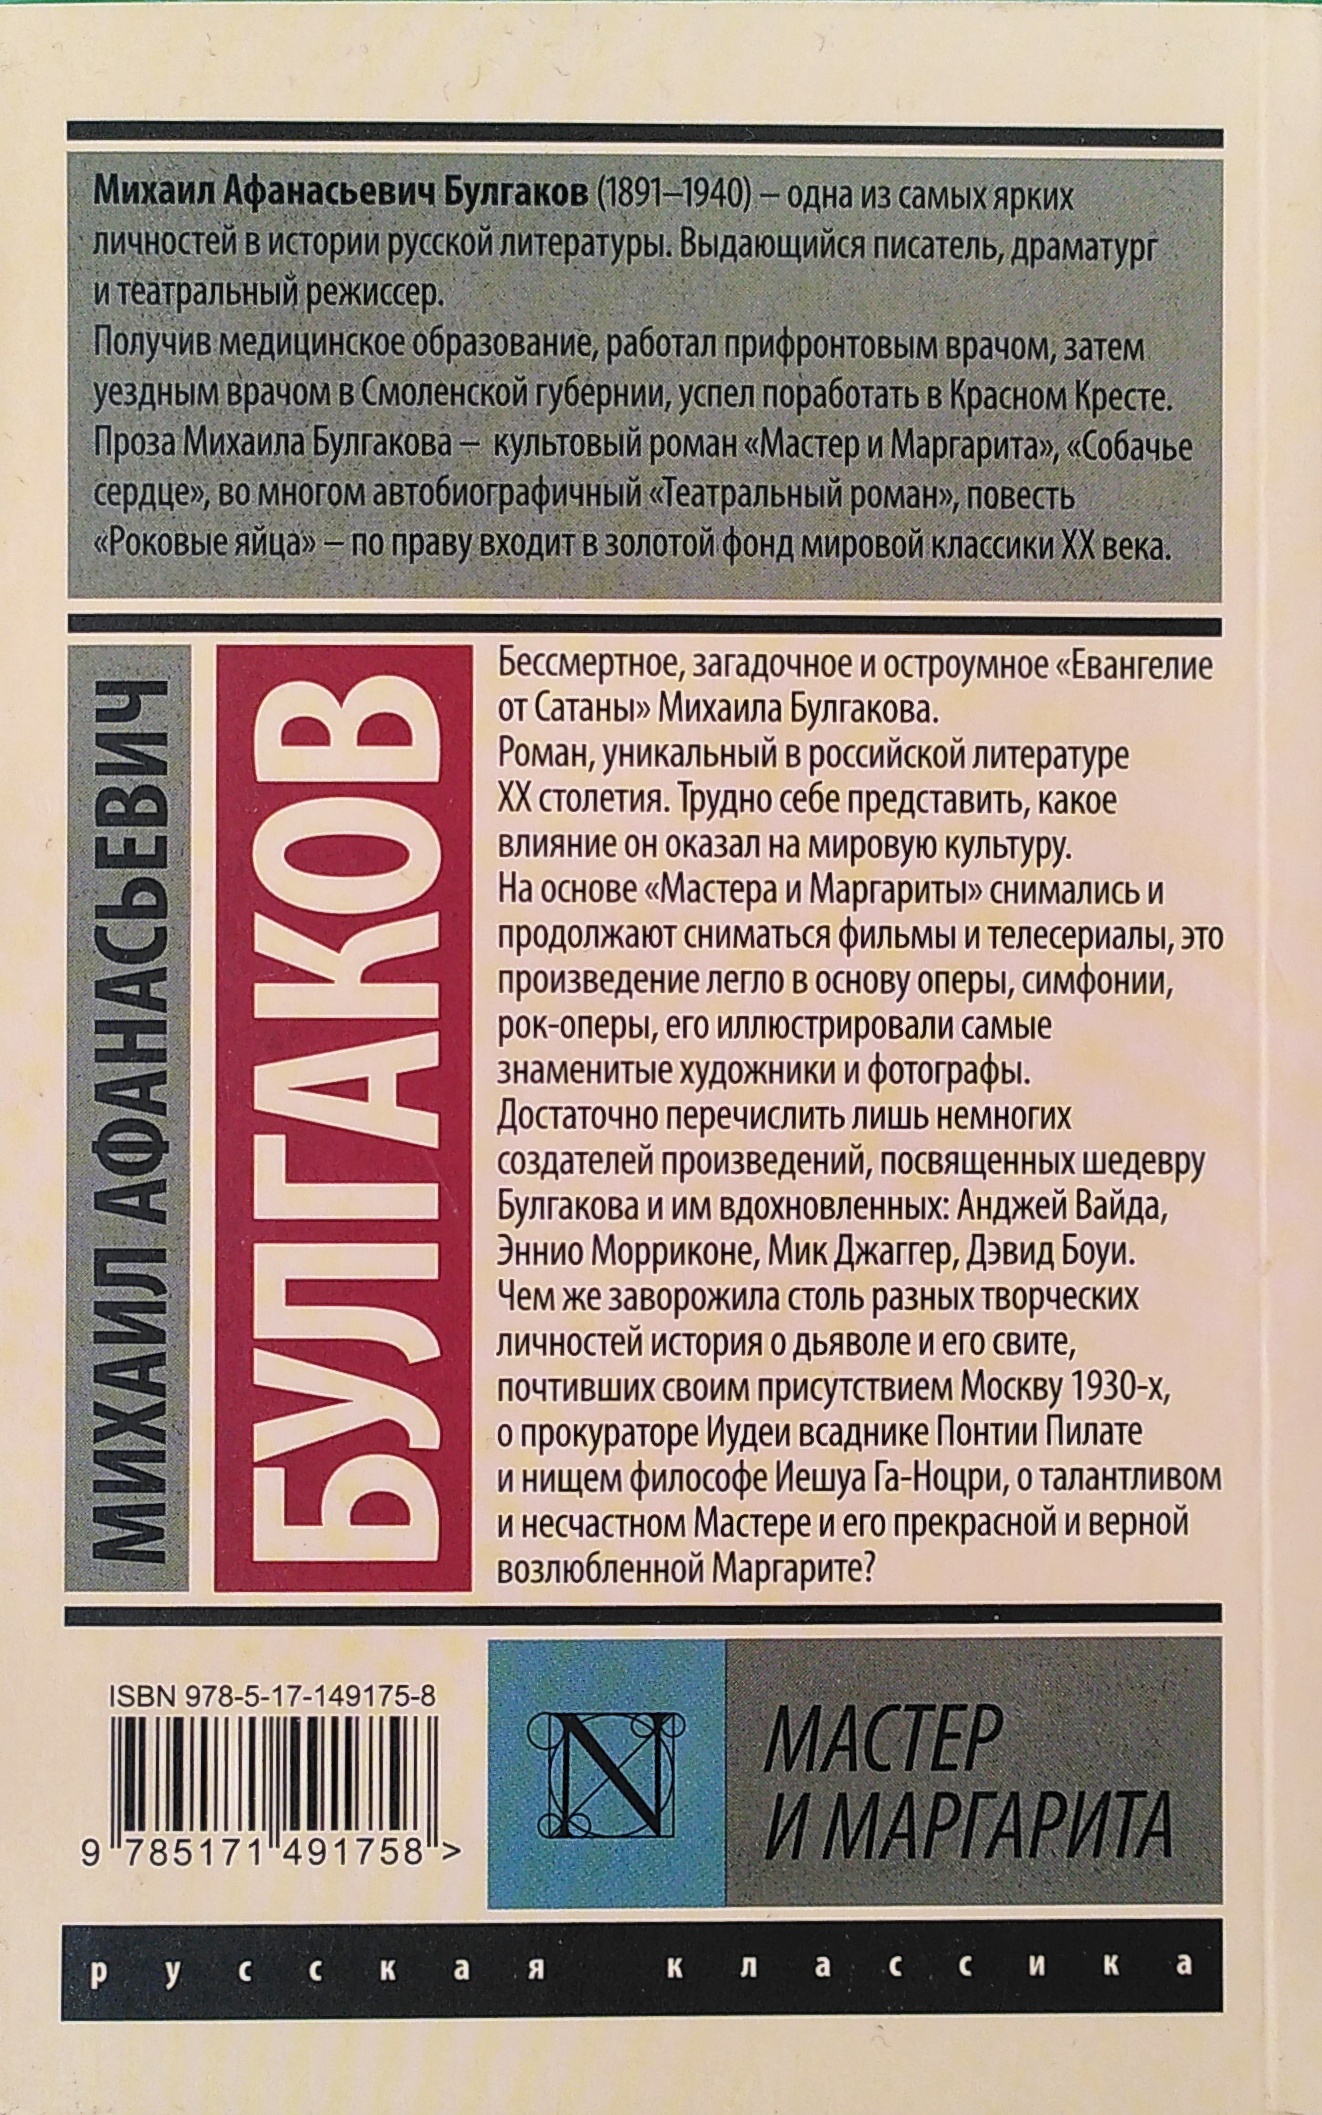 Михаил Афанасьевич Булгаков (1891–1940) – одна из самых ярких
личностей в истории русской литературы. Выдающийся писатель, драматург
и театральный режиссер.
Получив медицинское образование, работал прифронтовым врачом, затем
уездным врачом в Смоленской губернии, успел поработать в Красном Кресте.
Проза Михаила Булгакова – культовый роман «Мастер и Маргарита», «Собачье
сердце», во многом автобиографичный «Театральный роман», повесть
«Роковые яйца» – по праву входит в золотой фонд мировой классики XX века.
МИХАИЛ АФАНАСЬЕВИЧ
БУЛГАКОВ
Бессмертное, загадочное и остроумное «Евангелие
от Сатаны» Михаила Булгакова.
Роман, уникальный в российской литературе
XX столетия. Трудно себе представить, какое
влияние он оказал на мировую культуру.
На основе «Мастера и Маргариты» снимались и
продолжают сниматься фильмы и телесериалы, это
произведение легло в основу оперы, симфонии,
рок-оперы, его иллюстрировали самые
знаменитые художники и фотографы.
Достаточно перечислить лишь немногих
создателей произведений, посвященных шедевру
Булгакова и им вдохновленных: Анджей Вайда,
Эннио Морриконе, Мик Джаггер, Дэвид Боуи.
Чем же заворожила столь разных творческих
личностей история о дьяволе и его свите,
почтивших своим присутствием Москву 1930-х,
о прокураторе Иудеи всаднике Понтии Пилате
и нищем философе Иешуа Га-Ноцри, о талантливом
и несчастном Мастере и его прекрасной и верной
возлюбленной Маргарите?
ISBN 978-5-17-149175-8
9 785171 491758 >
N
МАСТЕР
И МАРГАРИТА
русская классика